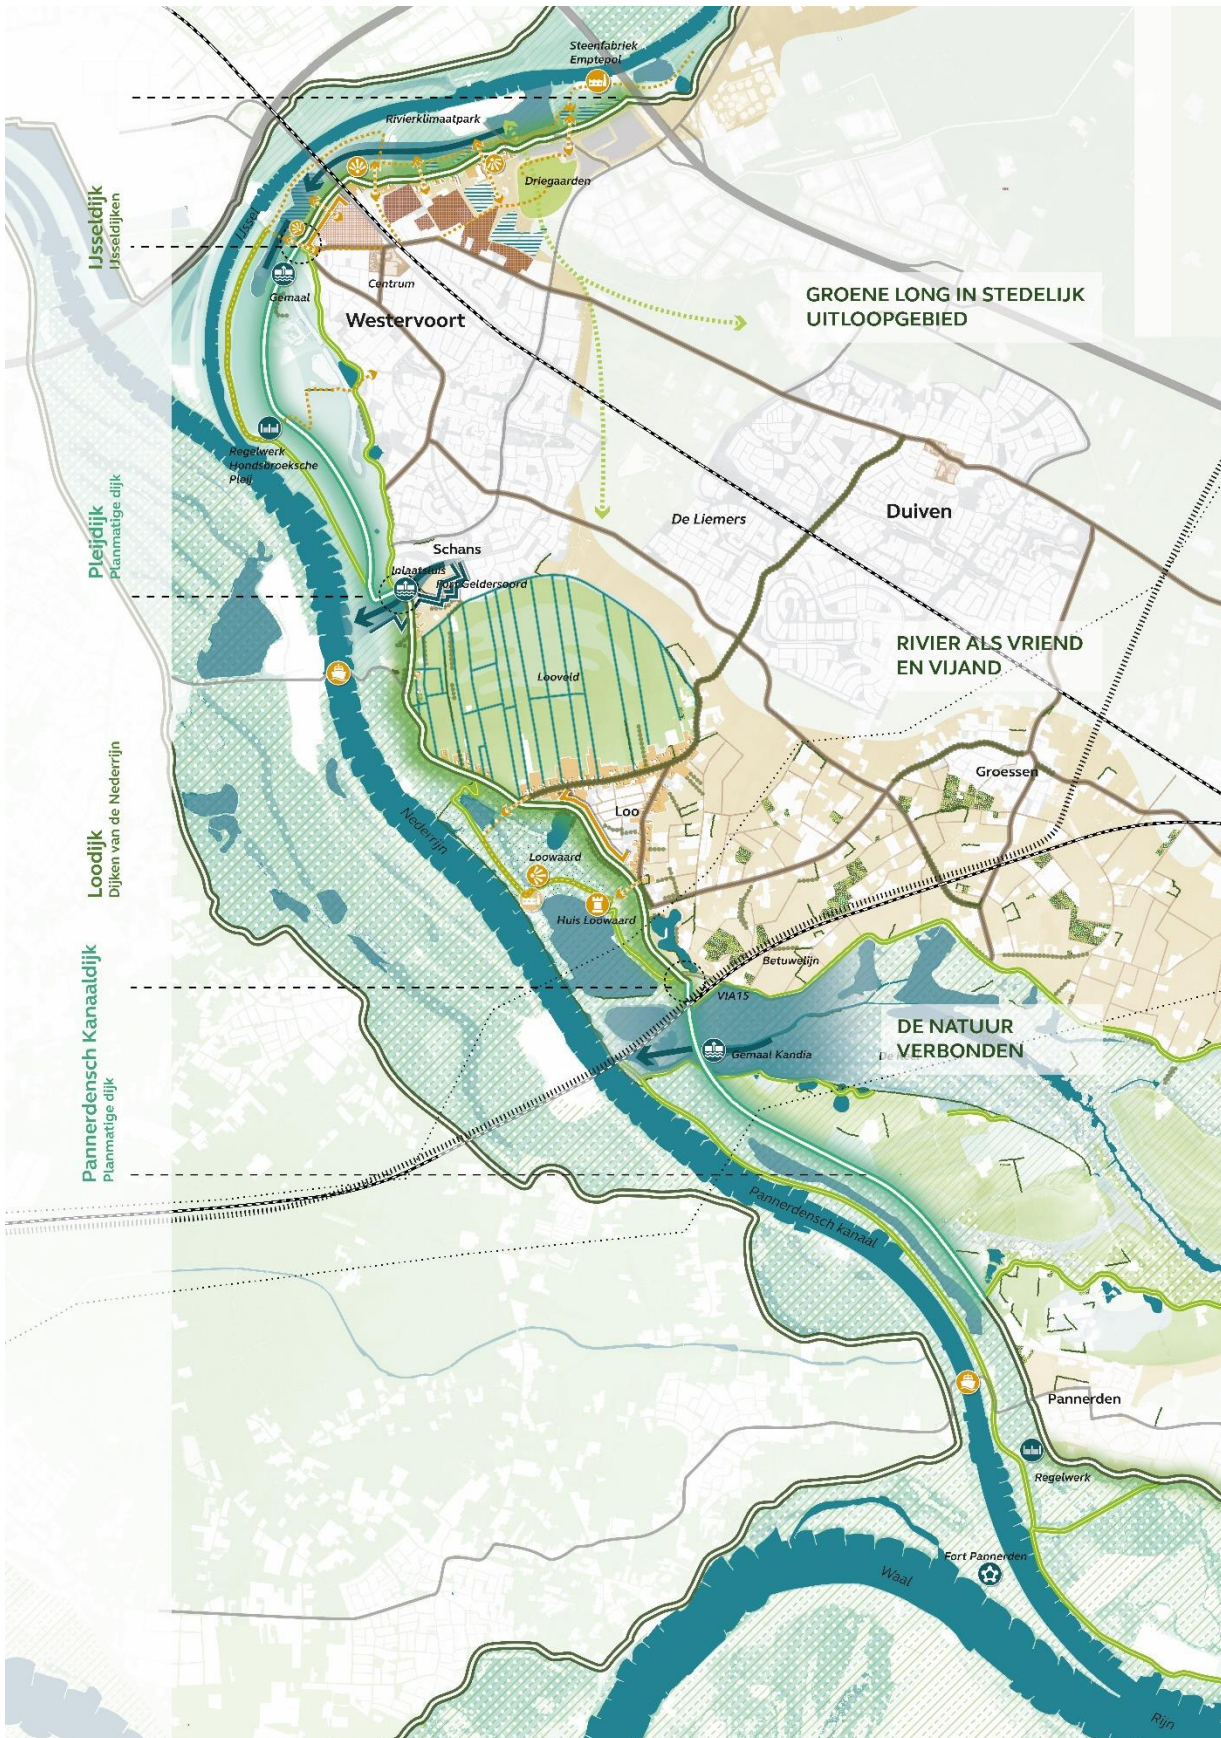 Steenfabriek
Emptepol
Rivierklimaatpark
Driegaarden
IJsseldijk
IJsseldijken
IJssel
Gemaal
Centrum
GROENE LONG IN STEDELIJK
UITLOOPGEBIED
Westervoort
Regelwerk
Hondsbroeksche
Pleij
Pleijdijk
Planmatige dijk
De Liemers
Duiven
Schans
Inlaatsluis
Fort Geldersoord
RIVIER ALS VRIEND
EN VIJAND
Looveld
Loodijk
Dijken van de Nederrijn
Groessen
Nederrijn
Loo
Loowaard
Huis Loowaard
Betuwelijn
VIA15
Pannerdensch Kanaaldijk
Planmatige dijk
DE NATUUR
VERBONDEN
Gemaal Kandia
Pannerdensch kanaal
Pannerden
Regelwerk
Fort Pannerden
Waal
Rijn